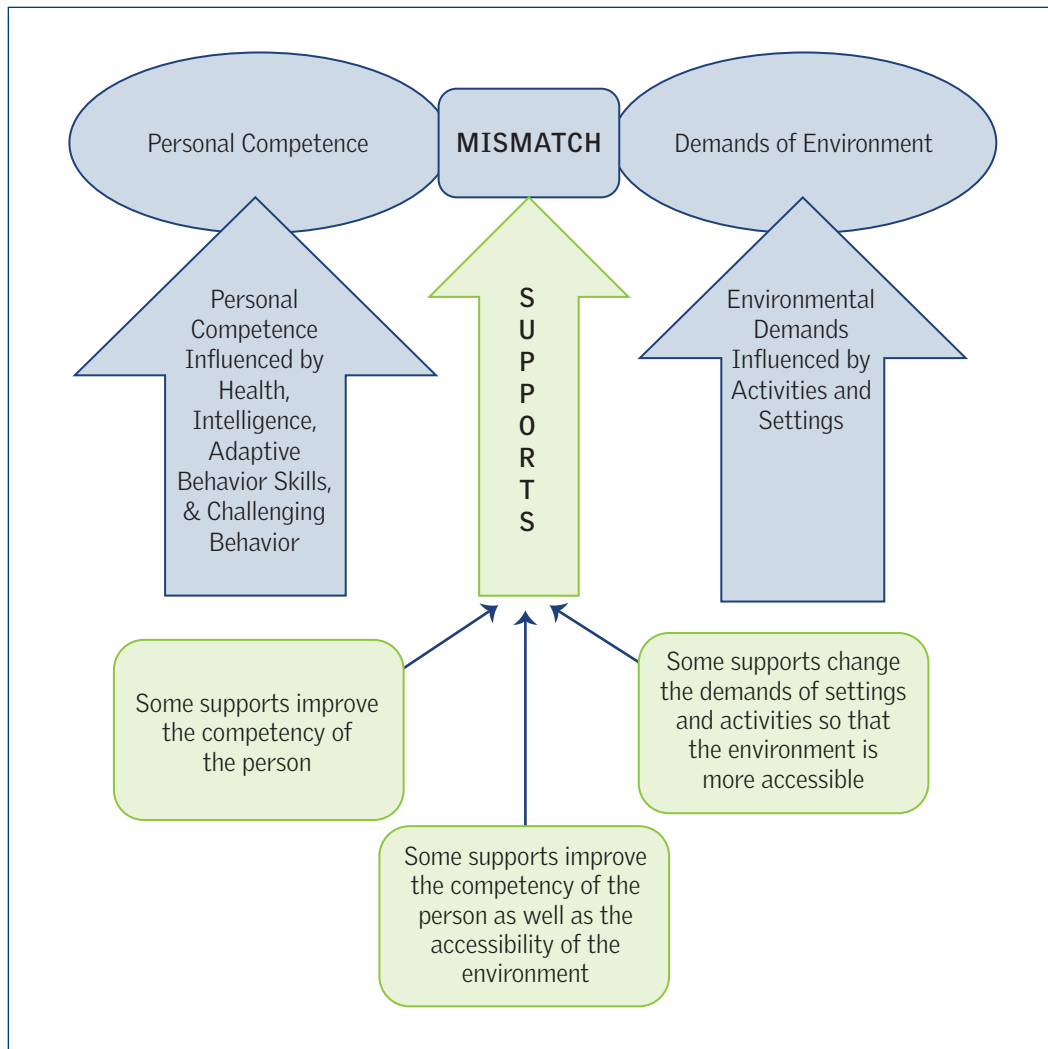 Personal Competence
MISMATCH
Demands of Environment
Personal
Competence
Influenced by
Health,
Intelligence,
Adaptive
Behavior Skills,
& Challenging
Behavior
S
U
P
P
O
R
T
S
Environmental
Demands
Influenced by
Activities and
Settings
Some supports improve
the competency of
the person
Some supports improve
the competency of the
person as well as the
accessibility of the
environment
Some supports change
the demands of settings
and activities so that
the environment is
more accessible